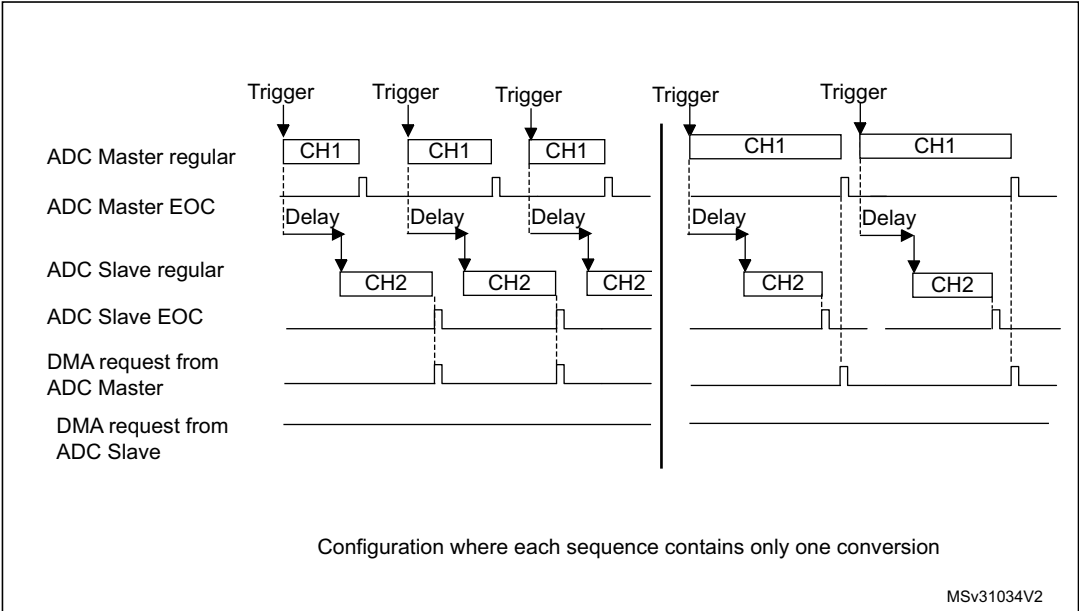 Trigger Trigger Trigger Trigger Trigger
ADC Master regular CH1 CH1 CH1 CH1 CH1
ADC Master EOC
Delay Delay Delay Delay Delay
ADC Slave regular CH2 CH2 CH2 CH2 CH2
ADC Slave EOC
DMA request from
ADC Master
DMA request from
ADC Slave
Configuration where each sequence contains only one conversion
MSv31034V2